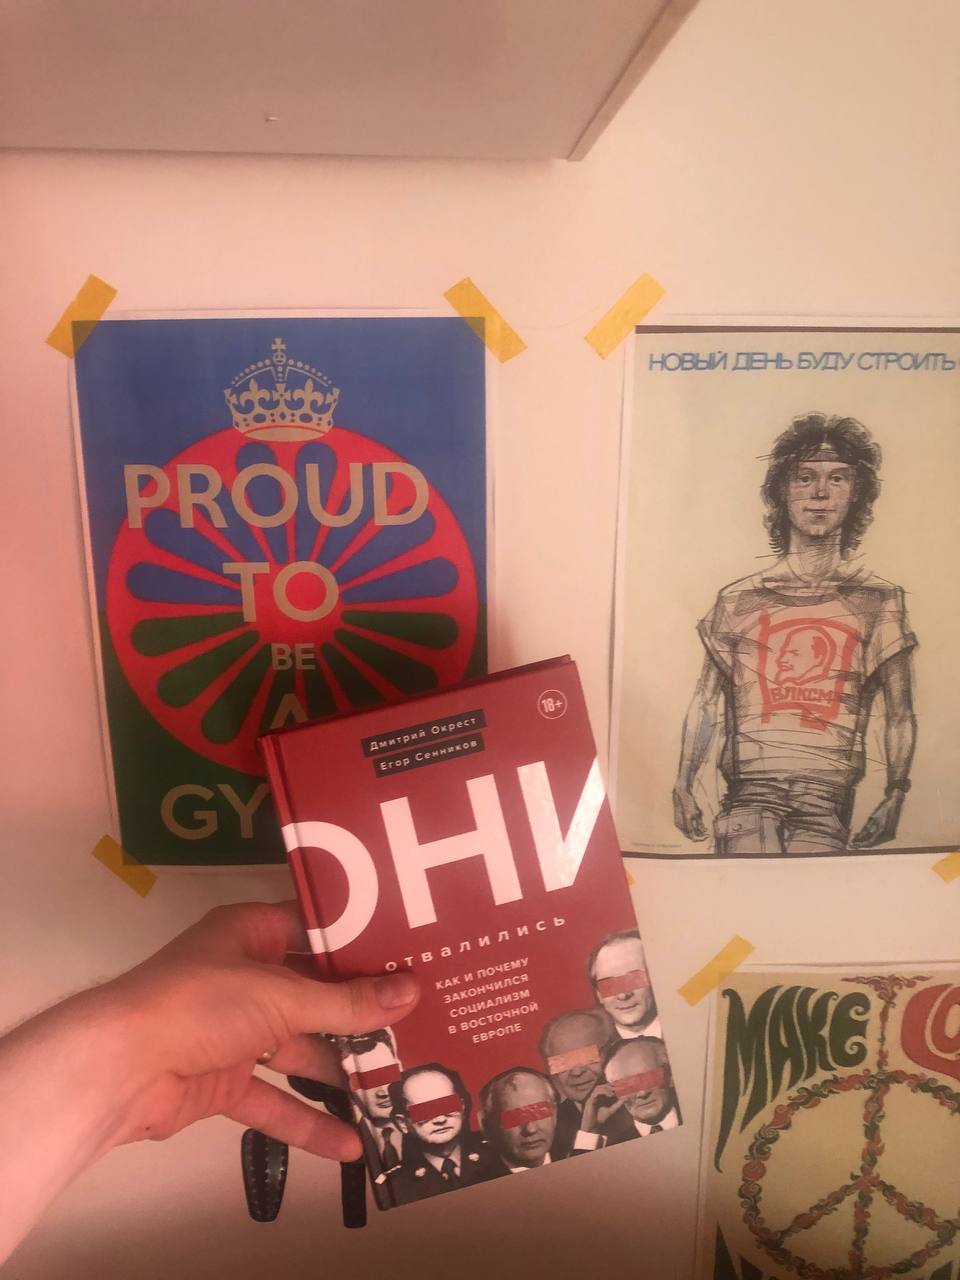 PROUD
TO
BE
A
НОВЫЙ ДЕНЬ БУДУ СТРОИТЬ
ВЛКСМ
18+
Дмитрий Окрест
Егор Сенников
ОНИ
отвалились
КАК И ПОЧЕМУ
ЗАКОНЧИЛСЯ
СОЦИАЛИЗМ
В ВОСТОЧНОЙ
ЕВРОПЕ
MAKE